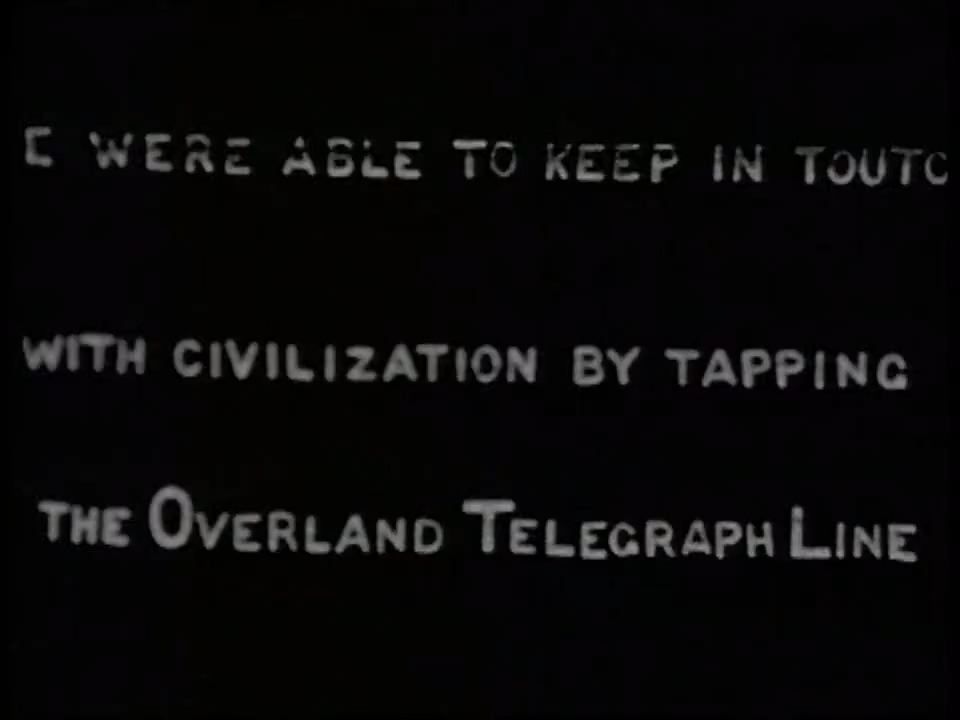 E WERE ABLE TO KEEP IN TOUTC
WITH CIVILIZATION BY TAPPING
THE OVERLAND TELEGRAPH LINE